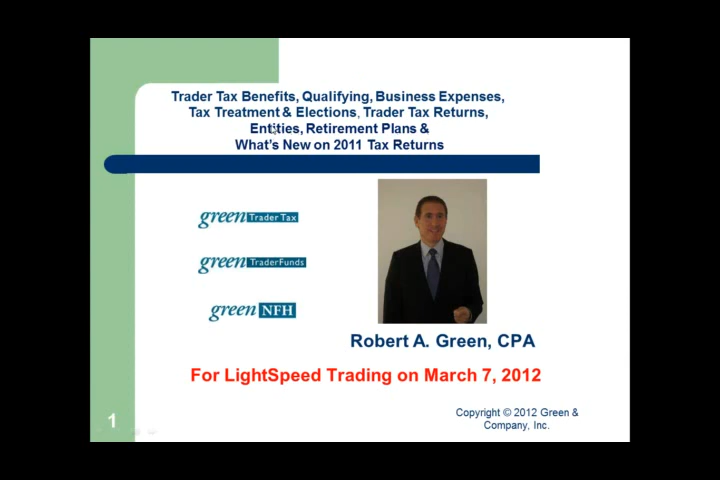 Trader Tax Benefits, Qualifying, Business Expenses,
Tax Treatment & Elections, Trader Tax Returns,
Entities, Retirement Plans &
What's New on 2011 Tax Returns
green Trader Tax
green TraderFunds
green NFH
Robert A. Green, CPA
For LightSpeed Trading on March 7, 2012
Copyright © 2012 Green &
Company, Inc.
1